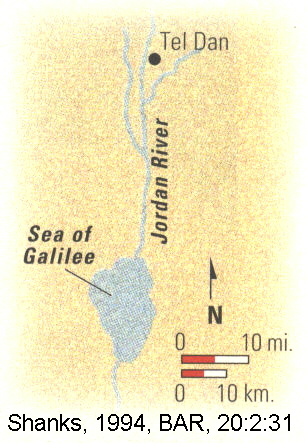 Tel Dan
Jordan River
Sea of
Galilee
N
0 10 mi.
0 10 km.
Shanks, 1994, BAR, 20:2:31